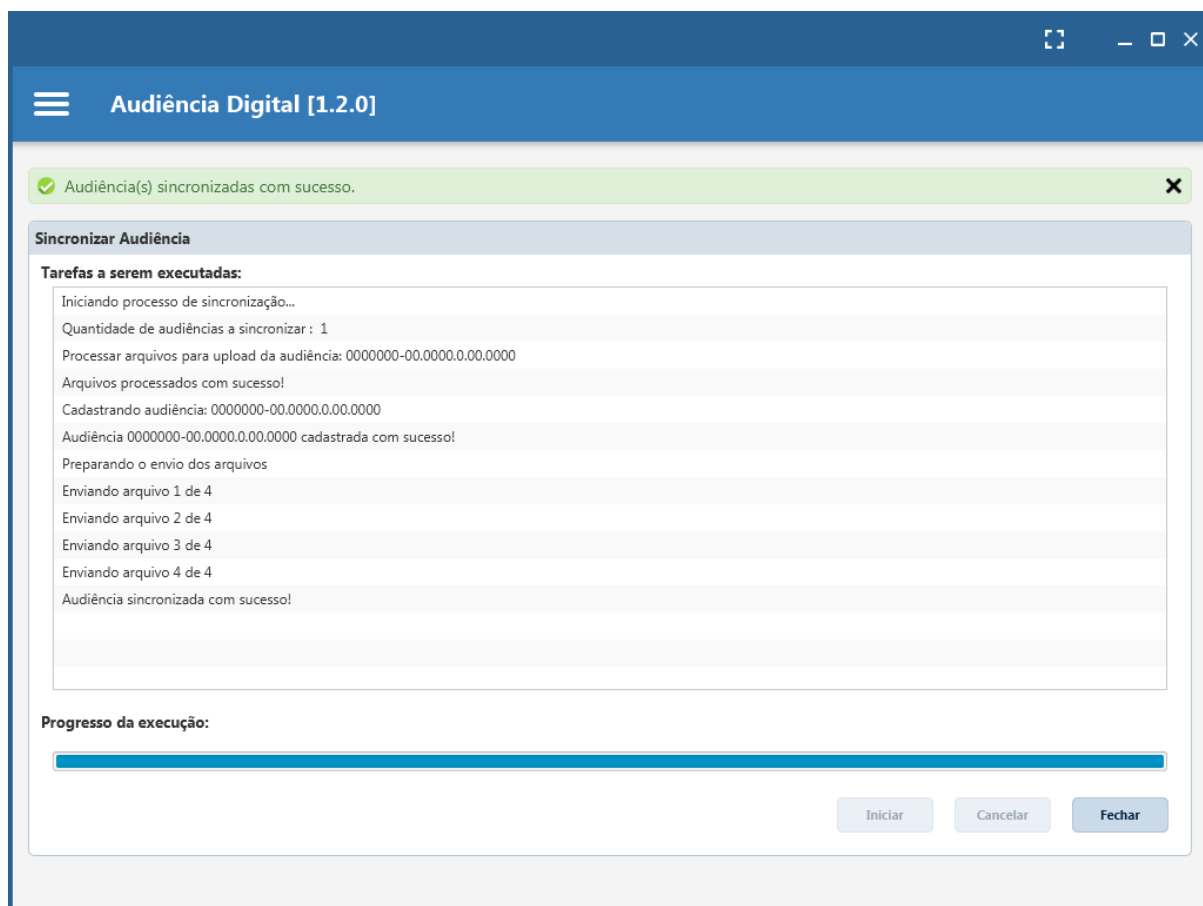 Audiência Digital [1.2.0]
Audiência(s) sincronizadas com sucesso.
Sincronizar Audiência
Tarefas a serem executadas:
Iniciando processo de sincronização...
Quantidade de audiências a sincronizar :  1
Processar arquivos para upload da audiência: 0000000-00.0000.0.00.0000
Arquivos processados com sucesso!
Cadastrando audiência: 0000000-00.0000.0.00.0000
Audiência 0000000-00.0000.0.00.0000 cadastrada com sucesso!
Preparando o envio dos arquivos
Enviando arquivo 1 de 4
Enviando arquivo 2 de 4
Enviando arquivo 3 de 4
Enviando arquivo 4 de 4
Audiência sincronizada com sucesso!
Progresso da execução:
Iniciar Cancelar Fechar